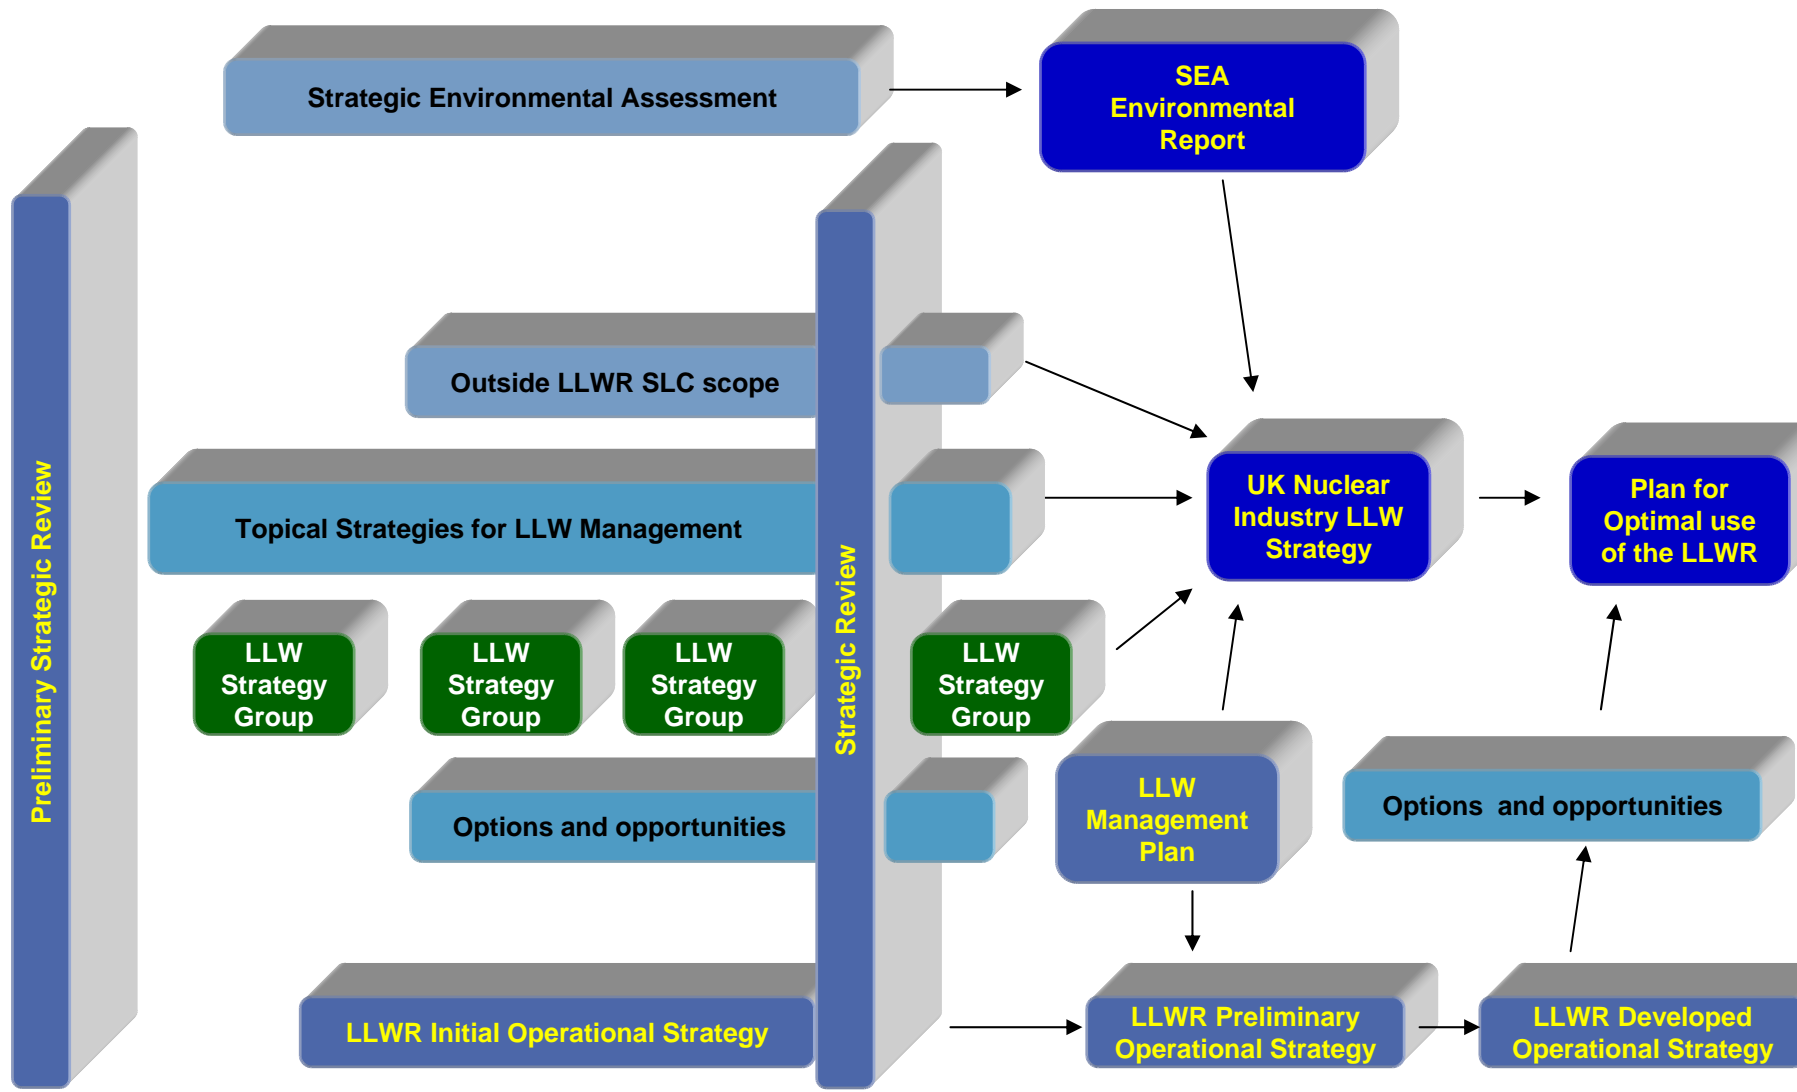 Strategic Environmental Assessment
SEA
Environmental
Report
Preliminary Strategic Review
Strategic Review
Outside LLWR SLC scope
Topical Strategies for LLW Management
UK Nuclear
Industry LLW
Strategy
Plan for
Optimal use
of the LLWR
LLW
Strategy
Group
LLW
Strategy
Group
LLW
Strategy
Group
LLW
Strategy
Group
Options and opportunities
LLW
Management
Plan
Options  and opportunities
LLWR Initial Operational Strategy
LLWR Preliminary
Operational Strategy
LLWR Developed
Operational Strategy